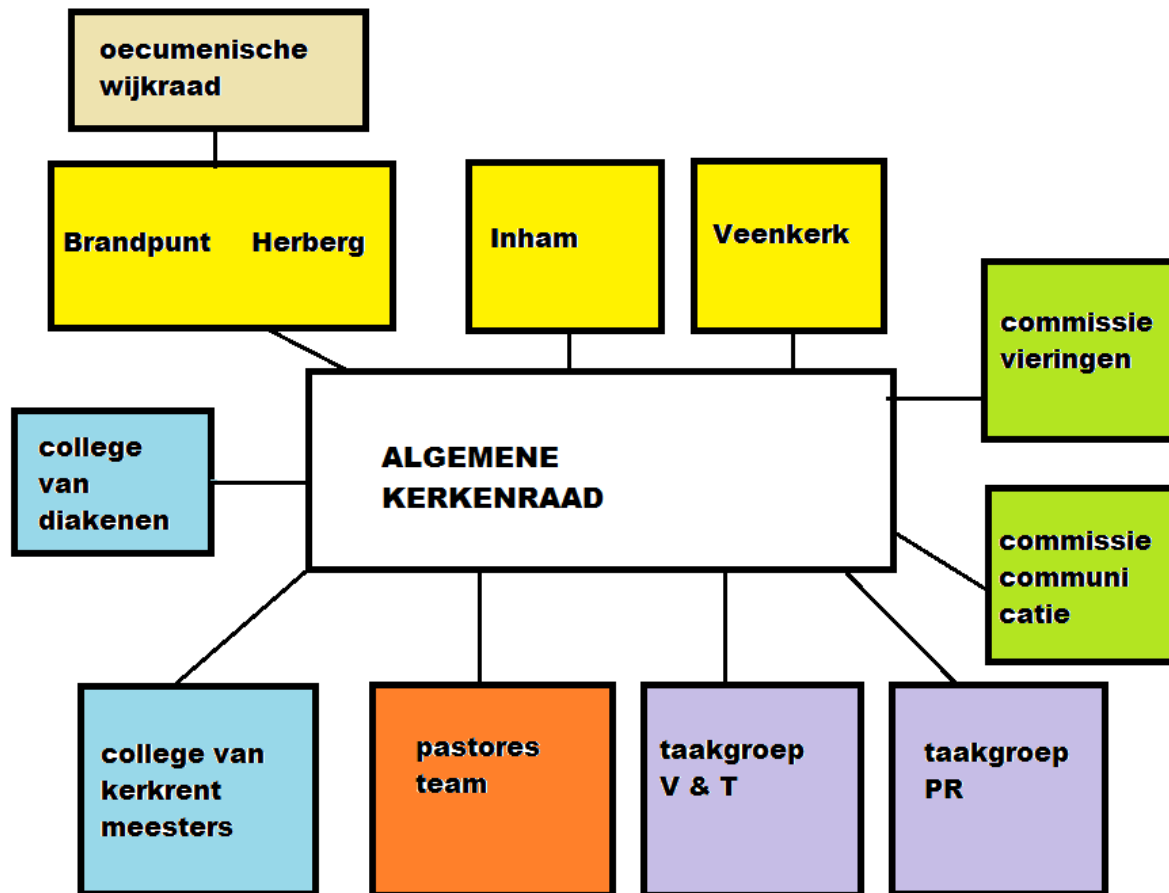 oecumenische
wijkraad
Brandpunt Herberg
Inham
Veenkerk
commissie
vieringen
college
van
diakenen
ALGEMENE
KERKENRAAD
commissie
communi
catie
college van
kerkrent
meesters
pastores
team
taakgroep
V & T
taakgroep
PR